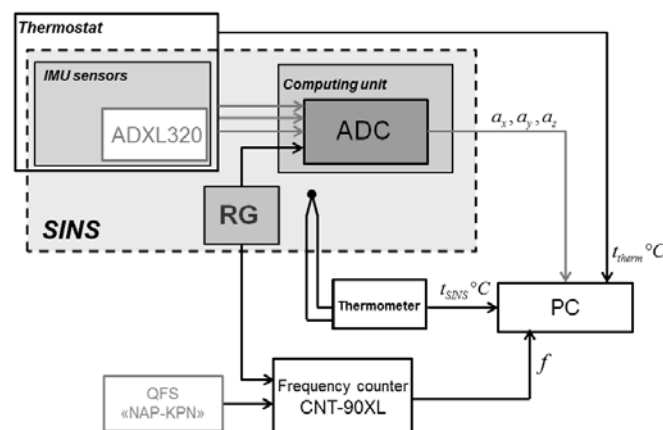 Thermostat
IMU sensors
ADXL320
Computing unit
ADC
a_x, a_y, a_z
RG
SINS
t_therm °C
Thermometer
t_SINS °C
PC
QFS
«NAP-KPN»
Frequency counter
CNT-90XL
f